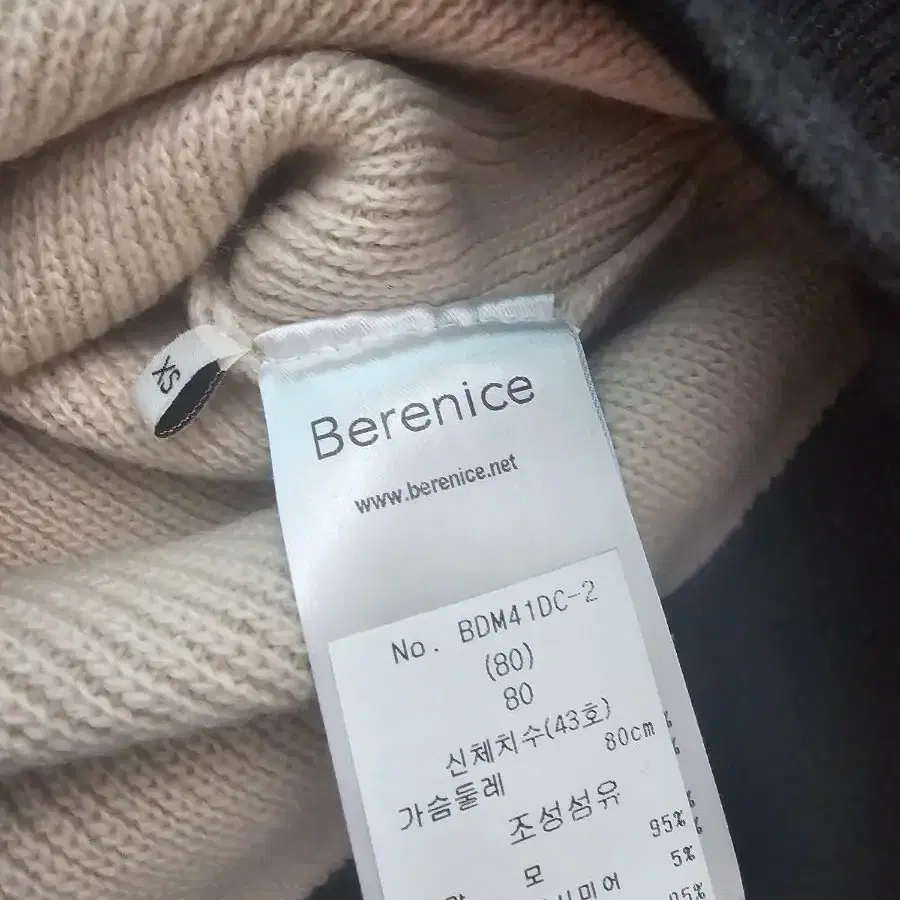 XS
Berenice
www.berenice.net
No. BDM41DC-2
(80)
80
신체치수(43호)
가슴둘레 80cm
조성섬유
모 95%
5%